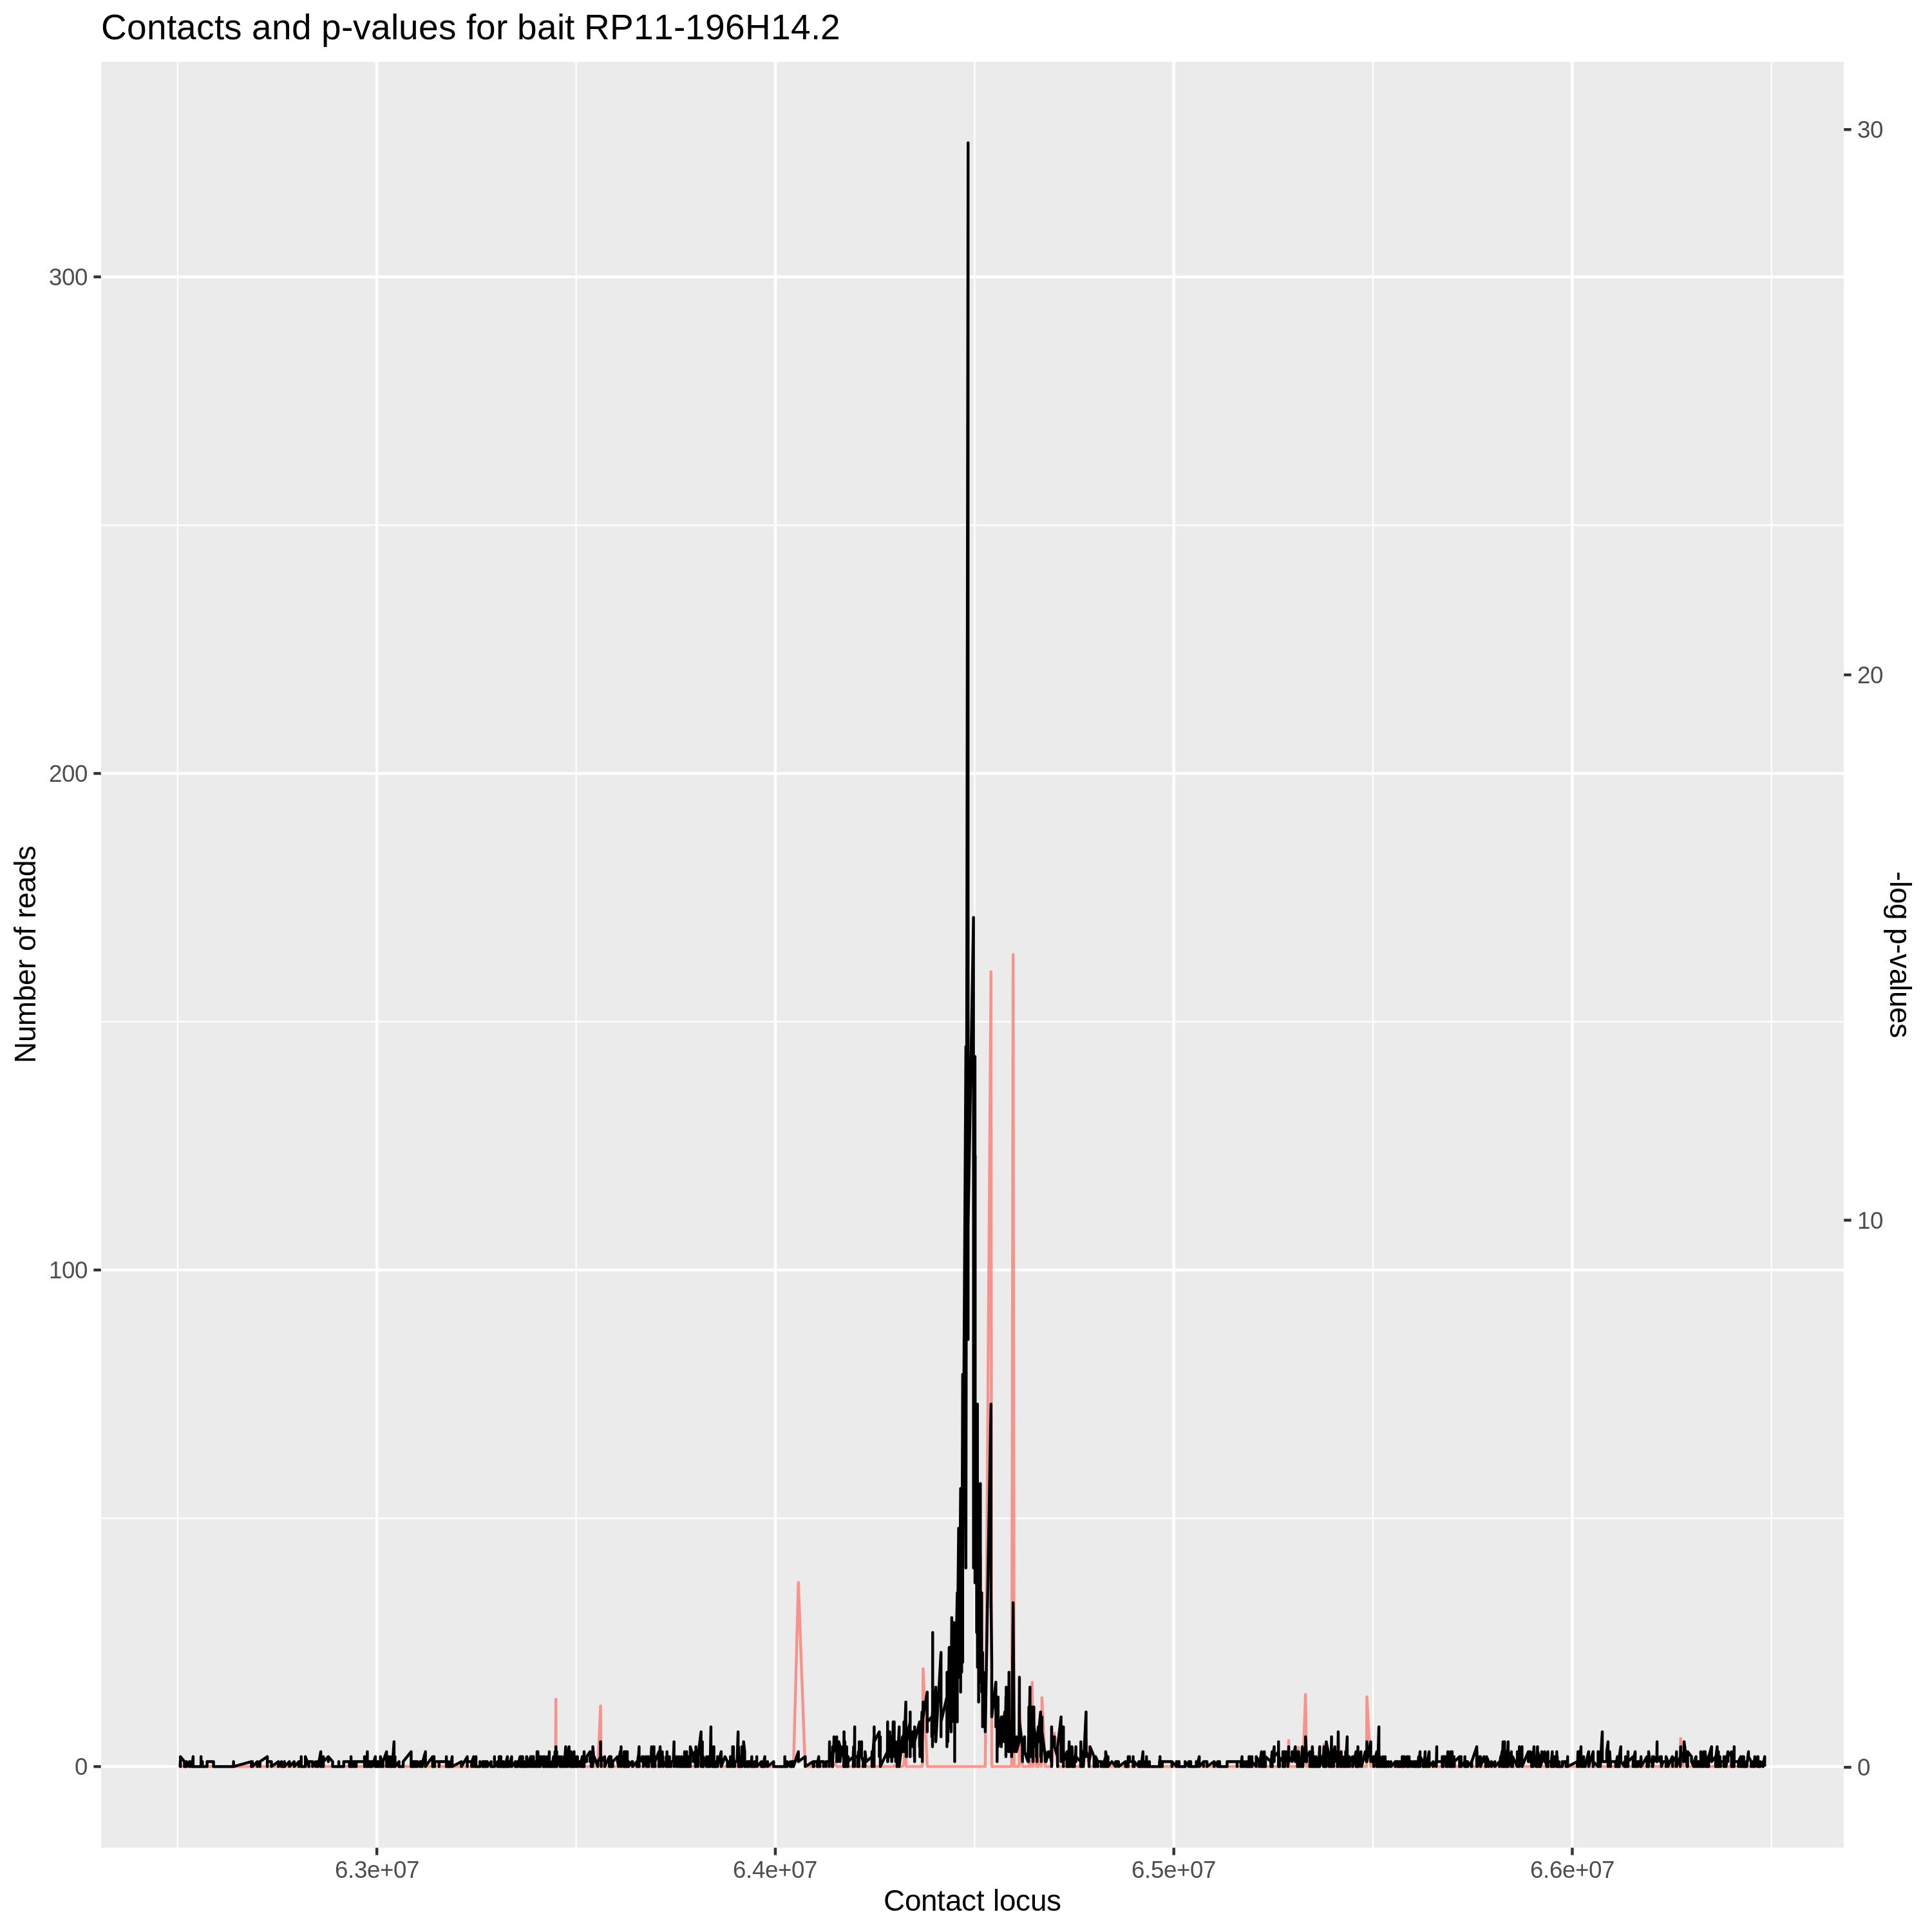 Contacts and p-values for bait RP11-196H14.2
30
300
20
200
Number of reads
-log p-values
10
100
0
0
6.3e+07
6.4e+07
6.5e+07
6.6e+07
Contact locus